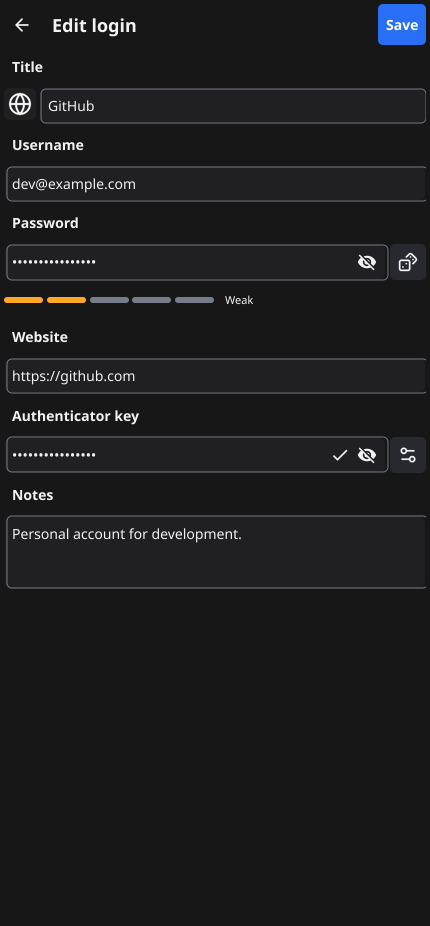 Edit login
Save
Title
GitHub
Username
dev@example.com
Password
••••••••••••••••
Weak
Website
https://github.com
Authenticator key
••••••••••••••••
Notes
Personal account for development.